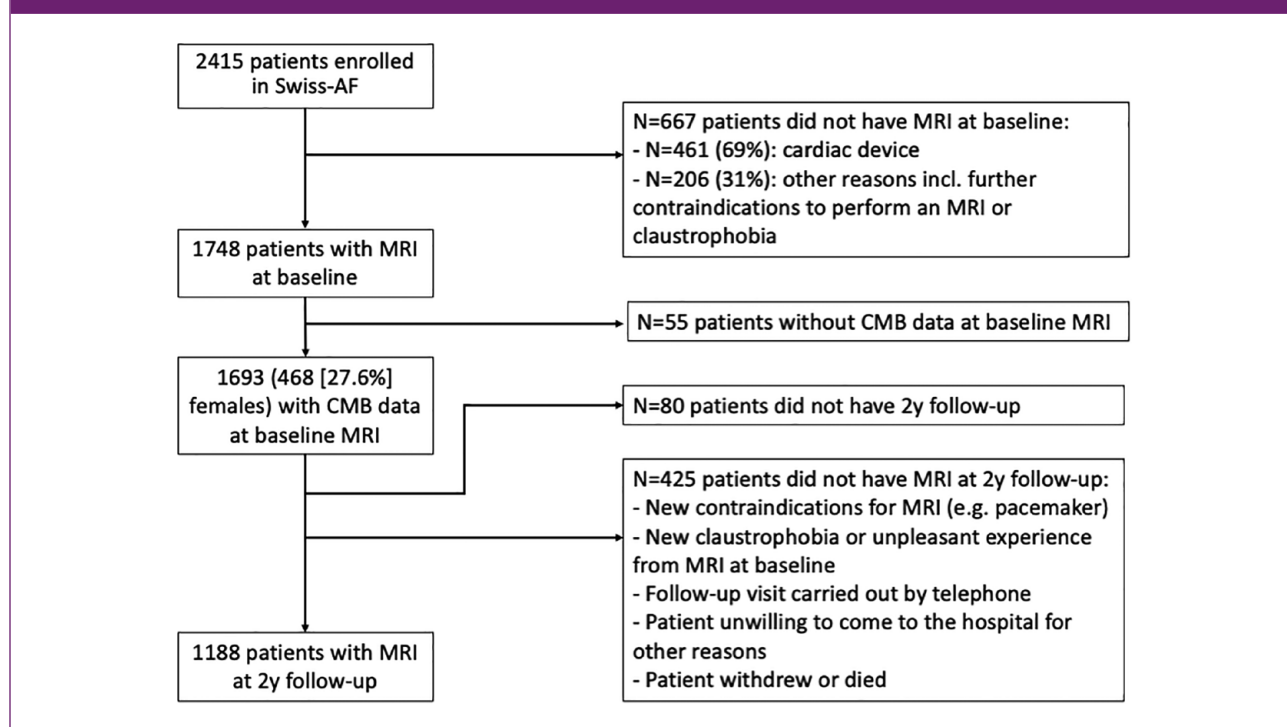 2415 patients enrolled
in Swiss-AF
N=667 patients did not have MRI at baseline:
- N=461 (69%): cardiac device
- N=206 (31%): other reasons incl. further
contraindications to perform an MRI or
claustrophobia
1748 patients with MRI
at baseline
N=55 patients without CMB data at baseline MRI
1693 (468 [27.6%]
females) with CMB data
at baseline MRI
N=80 patients did not have 2y follow-up
N=425 patients did not have MRI at 2y follow-up:
- New contraindications for MRI (e.g. pacemaker)
- New claustrophobia or unpleasant experience
from MRI at baseline
- Follow-up visit carried out by telephone
- Patient unwilling to come to the hospital for
other reasons
- Patient withdrew or died
1188 patients with MRI
at 2y follow-up